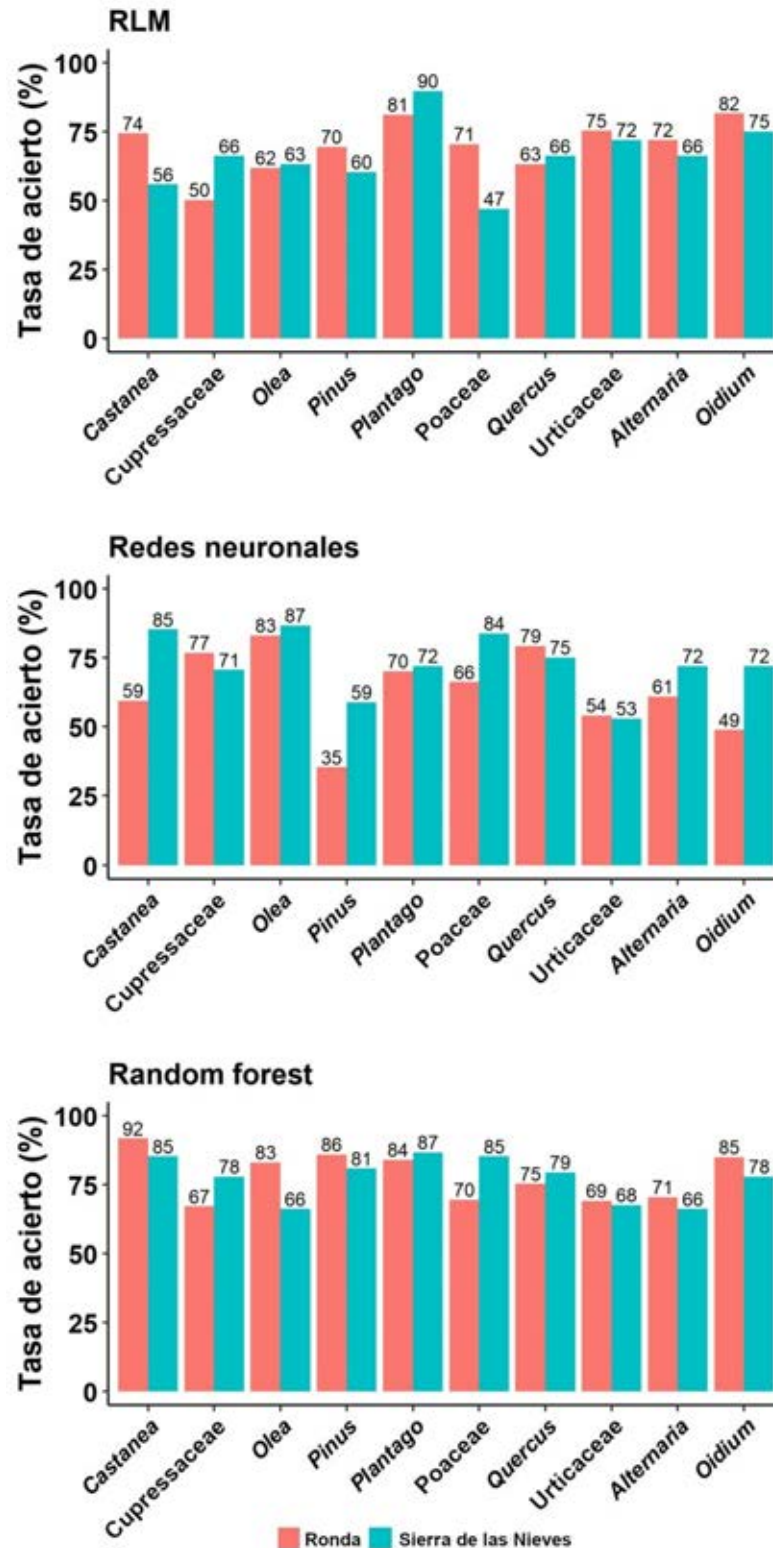 RLM
Tasa de acierto (%)
100
75
50
25
0
74 56 50 66 62 63 70 60 81 90 71 47 63 66 75 72 72 66 82 75
Castanea
Cupressaceae
Olea
Pinus
Plantago
Poaceae
Quercus
Urticaceae
Alternaria
Oidium
Redes neuronales
Tasa de acierto (%)
100
75
50
25
0
59 85 77 71 83 87 35 59 70 72 66 84 79 75 54 53 61 72 49 72
Castanea
Cupressaceae
Olea
Pinus
Plantago
Poaceae
Quercus
Urticaceae
Alternaria
Oidium
Random forest
Tasa de acierto (%)
100
75
50
25
0
92 85 67 78 83 66 86 81 84 87 70 85 75 79 69 68 71 66 85 78
Castanea
Cupressaceae
Olea
Pinus
Plantago
Poaceae
Quercus
Urticaceae
Alternaria
Oidium
Ronda Sierra de las Nieves